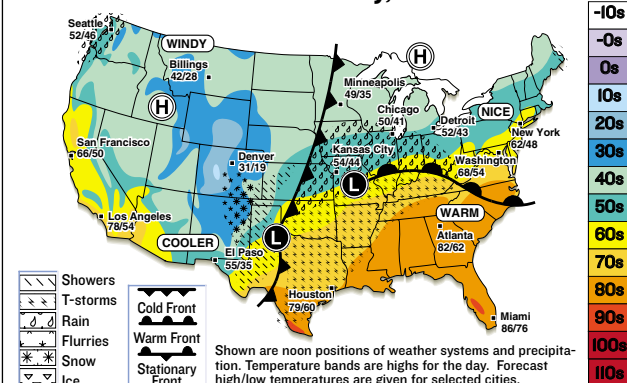 Seattle
52/46
WINDY
Billings
42/28
H
H
Minneapolis
49/35
Chicago
50/41
Detroit
52/43
NICE
New York
62/48
San Francisco
66/50
Denver
31/19
Kansas City
54/44
Washington
68/54
L
L
Los Angeles
78/54
COOLER
El Paso
55/35
WARM
Atlanta
82/62
Houston
79/60
Miami
86/76
-10s
-0s
0s
10s
20s
30s
40s
50s
60s
70s
80s
90s
100s
110s
Showers
T-storms
Rain
Flurries
Snow
Ice
Cold Front
Warm Front
Stationary
Front
Shown are noon positions of weather systems and precipita-
tion. Temperature bands are highs for the day. Forecast
high/low temperatures are given for selected cities.